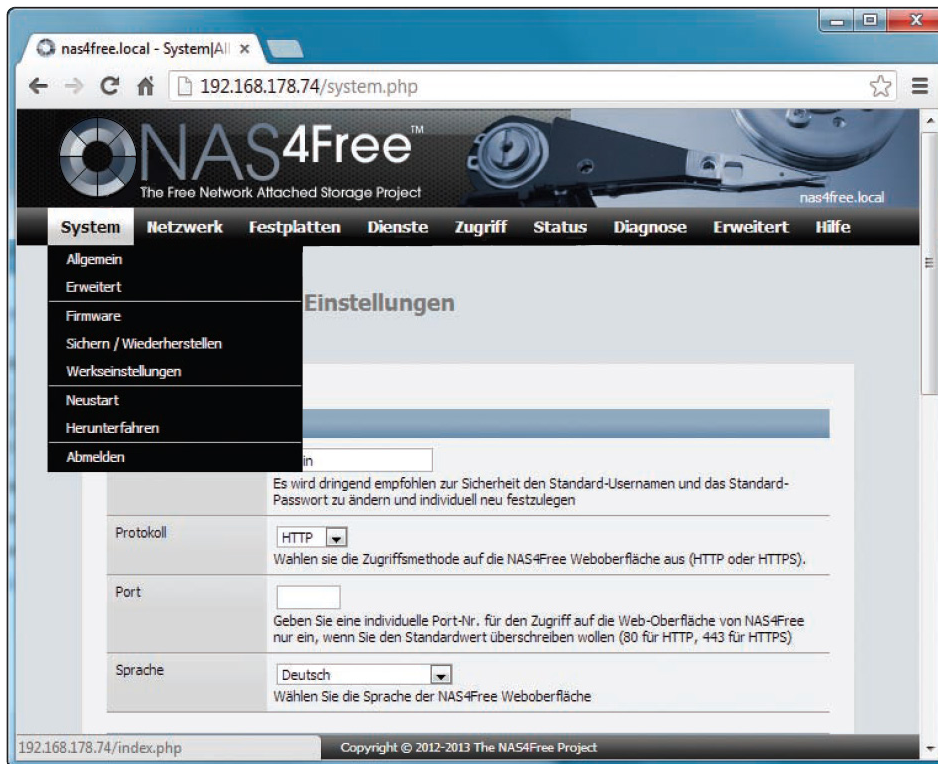 nas4free.local - System|All
192.168.178.74/system.php
NAS4Free™
The Free Network Attached Storage Project
nas4free.local
System Netzwerk Festplatten Dienste Zugriff Status Diagnose Erweitert Hilfe
Allgemein
Erweitert
Einstellungen
Firmware
Sichern / Wiederherstellen
Werkseinstellungen
Neustart
Herunterfahren
Abmelden
in
Es wird dringend empfohlen zur Sicherheit den Standard-Usernamen und das Standard-
Passwort zu ändern und individuell neu festzulegen
Protokoll
HTTP
Wahlen sie die Zugriffsmethode auf die NAS4Free Weboberfläche aus (HTTP oder HTTPS).
Port
Geben Sie eine individuelle Port-Nr. für den Zugriff auf die Web-Oberfläche von NAS4Free
nur ein, wenn Sie den Standardwert überschreiben wollen (80 für HTTP, 443 für HTTPS)
Sprache
Deutsch
Wählen Sie die Sprache der NAS4Free Weboberfläche
192.168.178.74/index.php
Copyright © 2012-2013 The NAS4Free Project